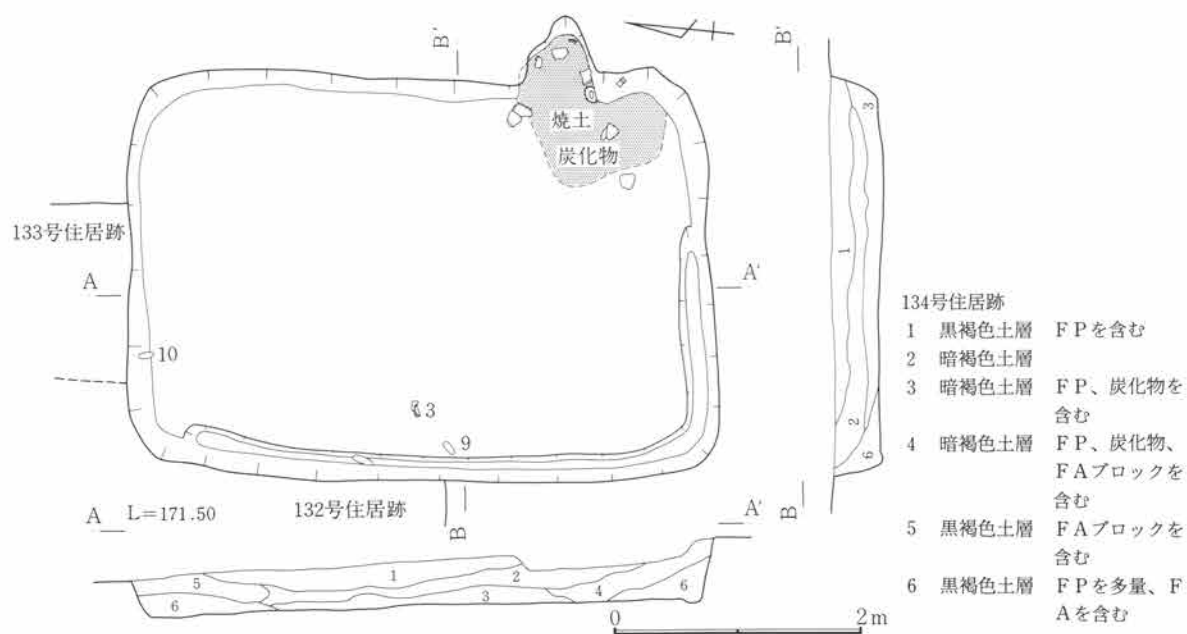 B'
B'
焼土
炭化物
3
133号住居跡
1
A
A'
10
3
9
2
6
132号住居跡
B
B
A
L=171.50
A'
5
1
2
6
3
4
6
0
2m
134号住居跡
1 黒褐色土層 FPを含む
2 暗褐色土層
3 暗褐色土層 FP、炭化物を
含む
4 暗褐色土層 FP、炭化物、
FAブロックを
含む
5 黒褐色土層 FAブロックを
含む
6 黒褐色土層 FPを多量、F
Aを含む